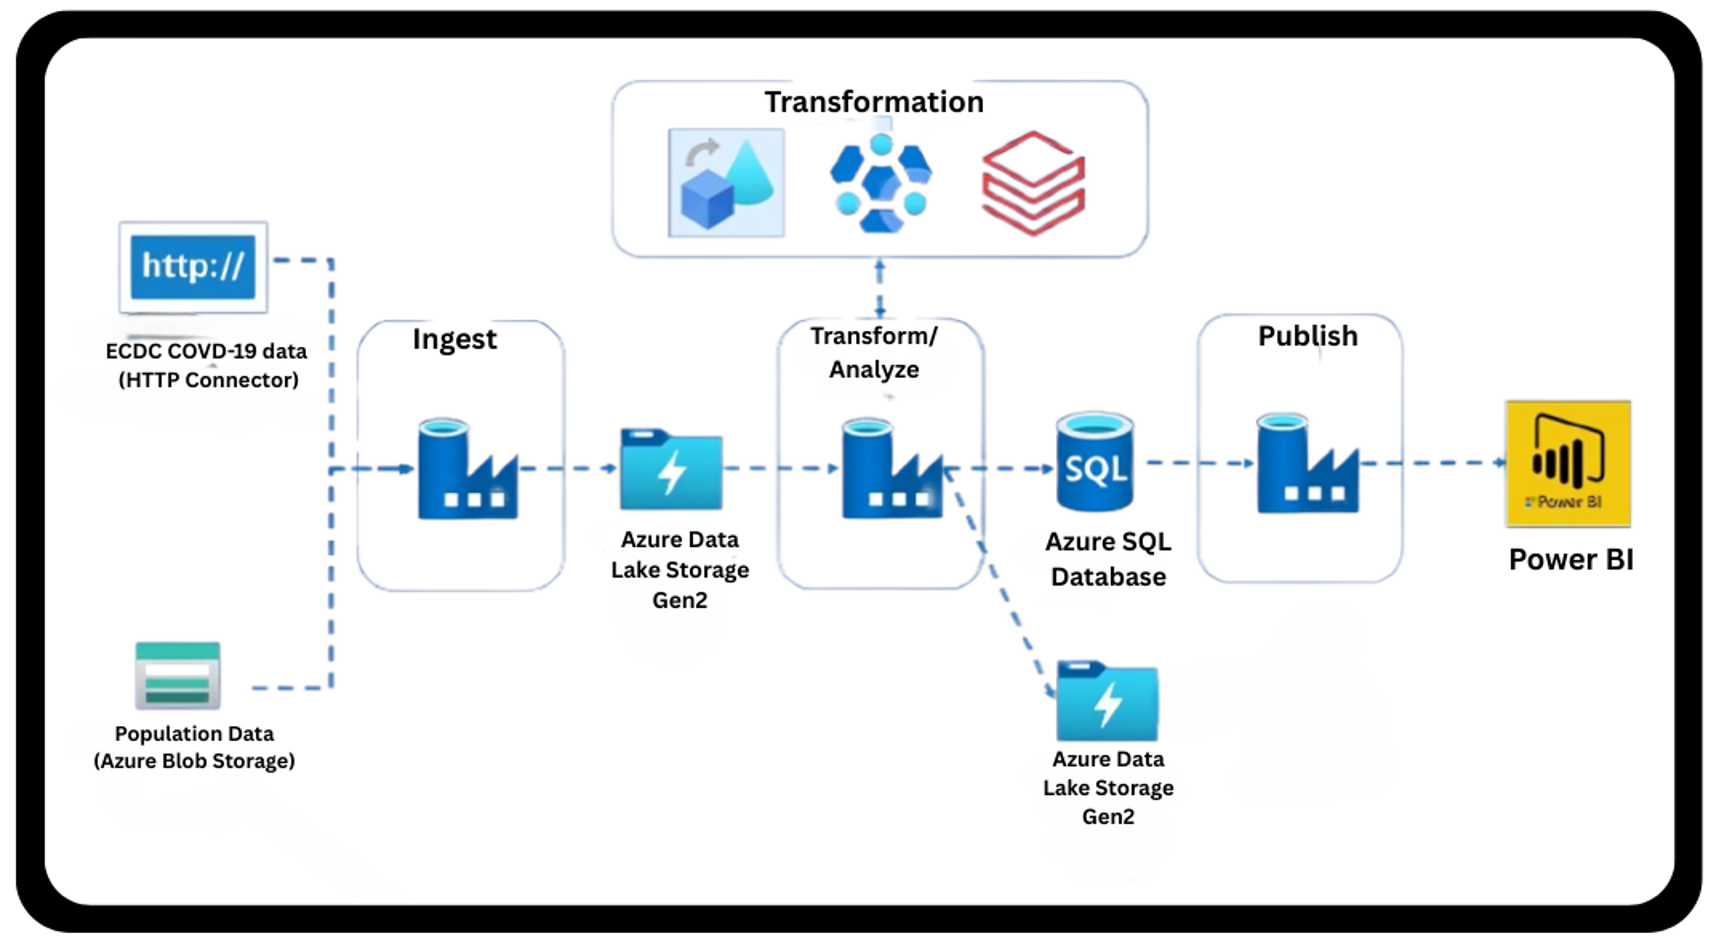 Transformation
http://
ECDC COVD-19 data
(HTTP Connector)
Ingest
Transform/
Analyze
Publish
SQL
Power BI
Azure Data
Lake Storage
Gen2
Azure SQL
Database
Power BI
Population Data
(Azure Blob Storage)
Azure Data
Lake Storage
Gen2